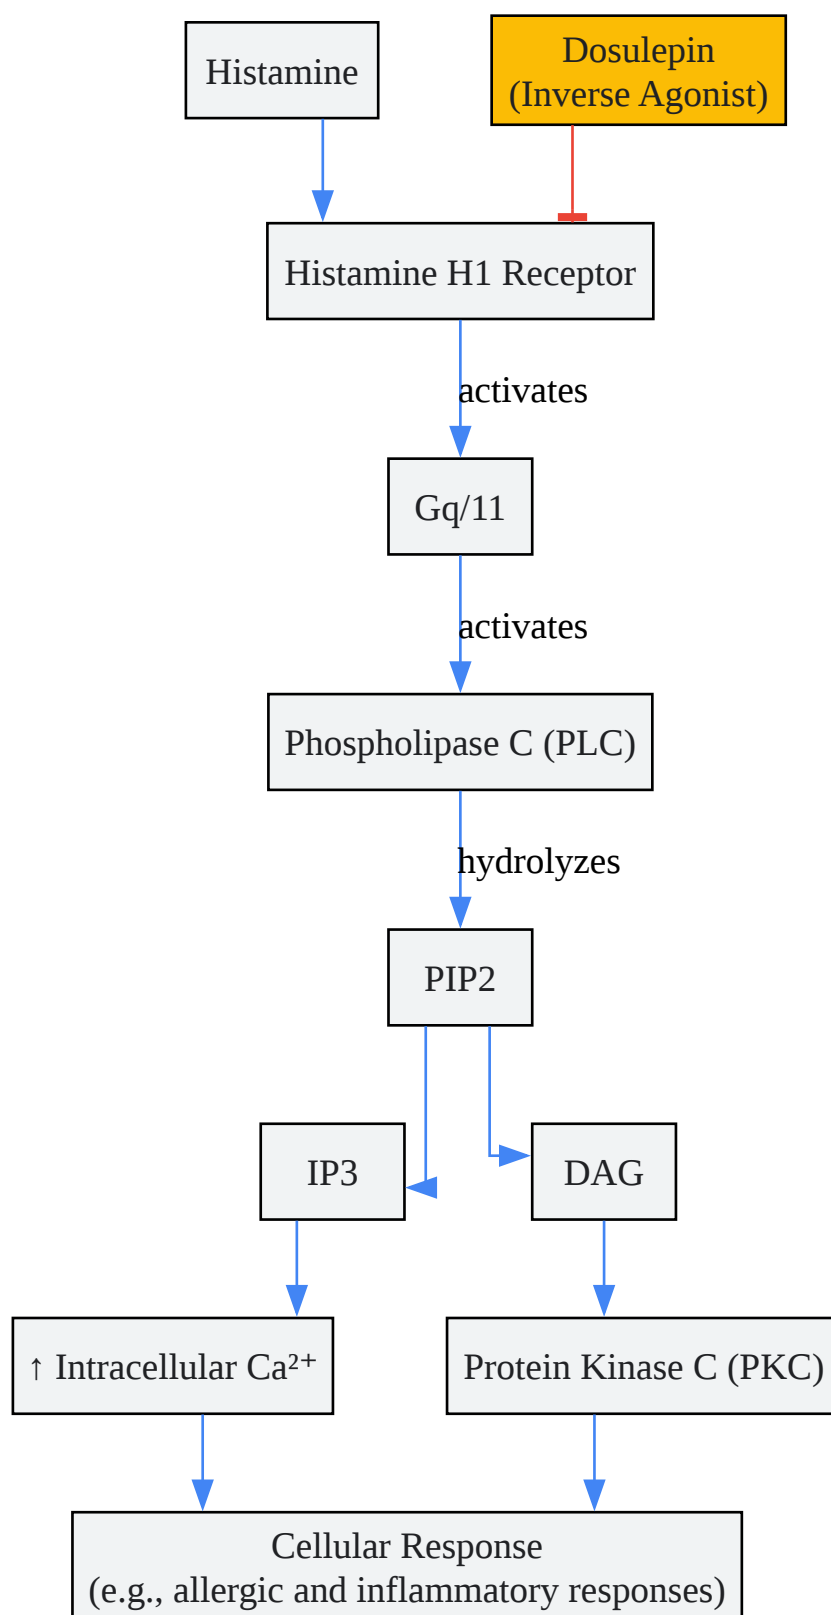 Histamine
Dosulepin
(Inverse Agonist)
Histamine H1 Receptor
activates
Gq/11
activates
Phospholipase C (PLC)
hydrolyzes
PIP2
IP3
DAG
↑ Intracellular Ca²⁺
Protein Kinase C (PKC)
Cellular Response
(e.g., allergic and inflammatory responses)